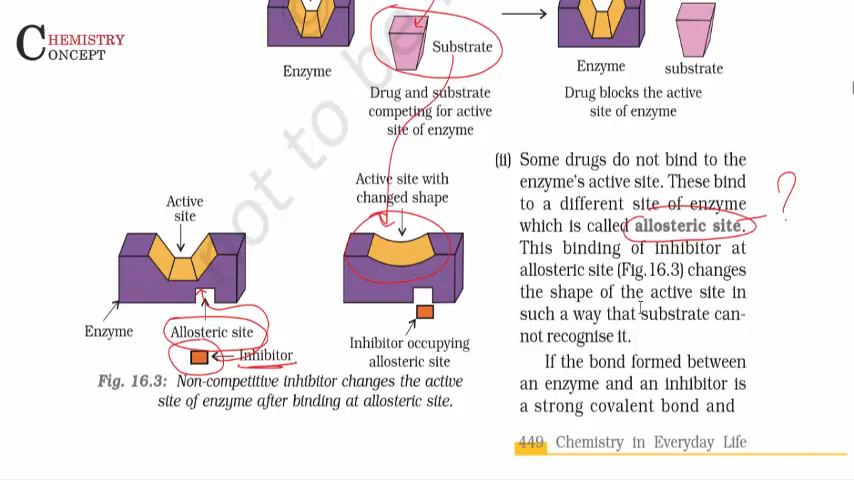 CHEMISTRY
CONCEPT
Substrate
Enzyme
Enzyme
substrate
Drug and substrate
competing for active
site of enzyme
Drug blocks the active
site of enzyme
not to be
Active
site
Active site with
changed shape
Enzyme
Allosteric site
Inhibitor
Inhibitor occupying
allosteric site
Fig. 16.3: Non-competitive inhibitor changes the active
site of enzyme after binding at allosteric site.
(ii) Some drugs do not bind to the
enzyme's active site. These bind
to a different site of enzyme
which is called allosteric site.
This binding of inhibitor at
allosteric site (Fig.16.3) changes
the shape of the active site in
such a way that substrate can-
not recognise it.
If the bond formed between
an enzyme and an inhibitor is
a strong covalent bond and
?
449 Chemistry in Everyday Life